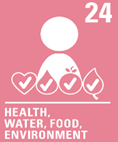 24
HEALTH,
WATER, FOOD,
ENVIRONMENT